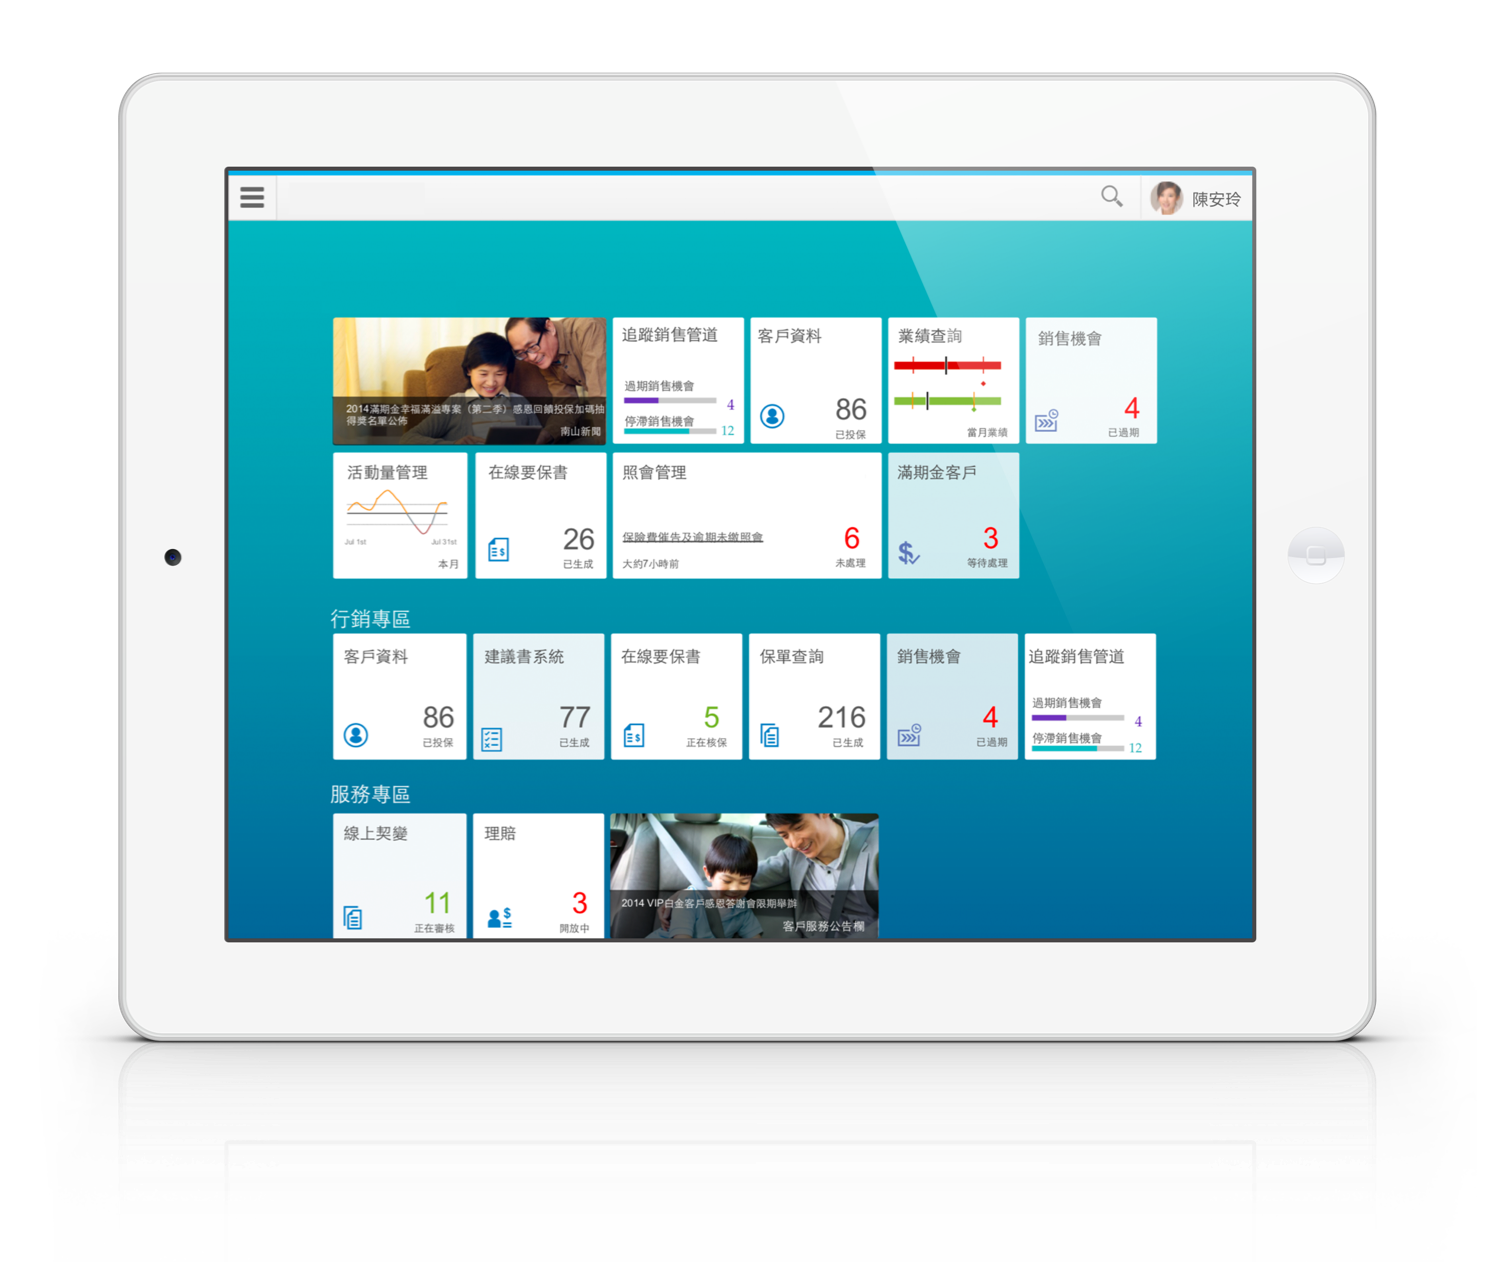 陳安玲
2014滿期金幸福滿溢專案（第二季）感恩回饋投保加碼抽
得獎名單公佈
南山新聞
追蹤銷售管道
過期銷售機會
4
停滯銷售機會
12
客戶資料
86
已投保
業績查詢
當月業績
銷售機會
4
已過期
活動量管理
Jul 1st
Jul 31st
本月
在線要保書
26
已生成
照會管理
保險費催告及逾期未繳照會
大約7小時前
6
未處理
滿期金客戶
3
等待處理
行銷專區
客戶資料
86
已投保
建議書系統
77
已生成
在線要保書
5
正在核保
保單查詢
216
已生成
銷售機會
4
已過期
追蹤銷售管道
過期銷售機會
4
停滯銷售機會
12
服務專區
線上契變
11
正在審核
理賠
3
開放中
2014 VIP白金客戶感恩答謝會限期舉辦
客戶服務公告欄